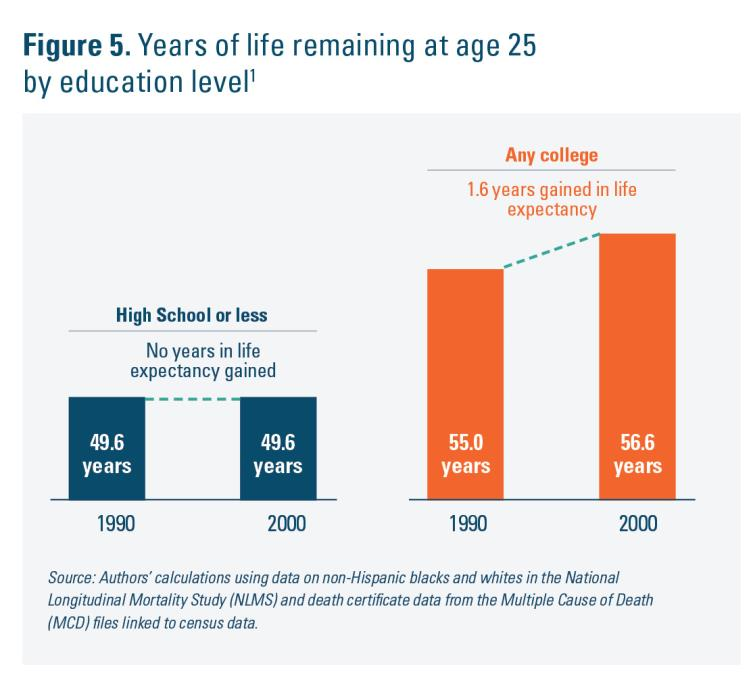 Figure 5. Years of life remaining at age 25
by education level1
Any college
1.6 years gained in life
expectancy
High School or less
No years in life
expectancy gained
49.6
years
49.6
years
55.0
years
56.6
years
1990
2000
1990
2000
Source: Authors' calculations using data on non-Hispanic blacks and whites in the National
Longitudinal Mortality Study (NLMS) and death certificate data from the Multiple Cause of Death
(MCD) files linked to census data.